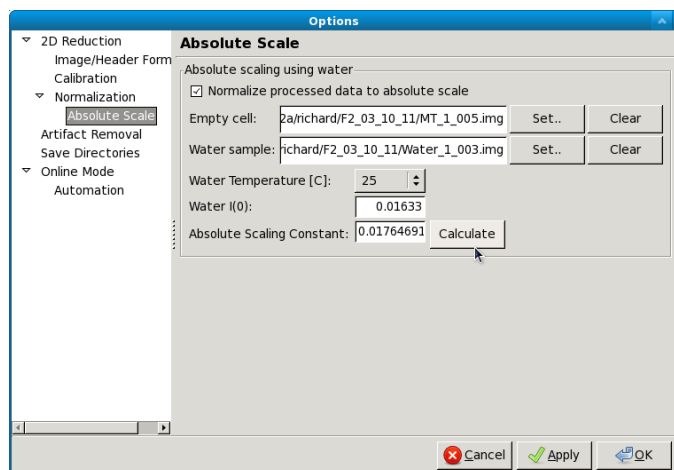 Options
2D Reduction
Image/Header Form
Calibration
Normalization
Absolute Scale
Artifact Removal
Save Directories
Online Mode
Automation
Absolute Scale
Absolute scaling using water
Normalize processed data to absolute scale
Empty cell: 2a/richard/F2_03_10_11/MT_1_005.img Set.. Clear
Water sample: richard/F2_03_10_11/Water_1_003.img Set.. Clear
Water Temperature [C]: 25
Water I(0): 0.01633
Absolute Scaling Constant: 0.01764691 Calculate
Cancel Apply OK